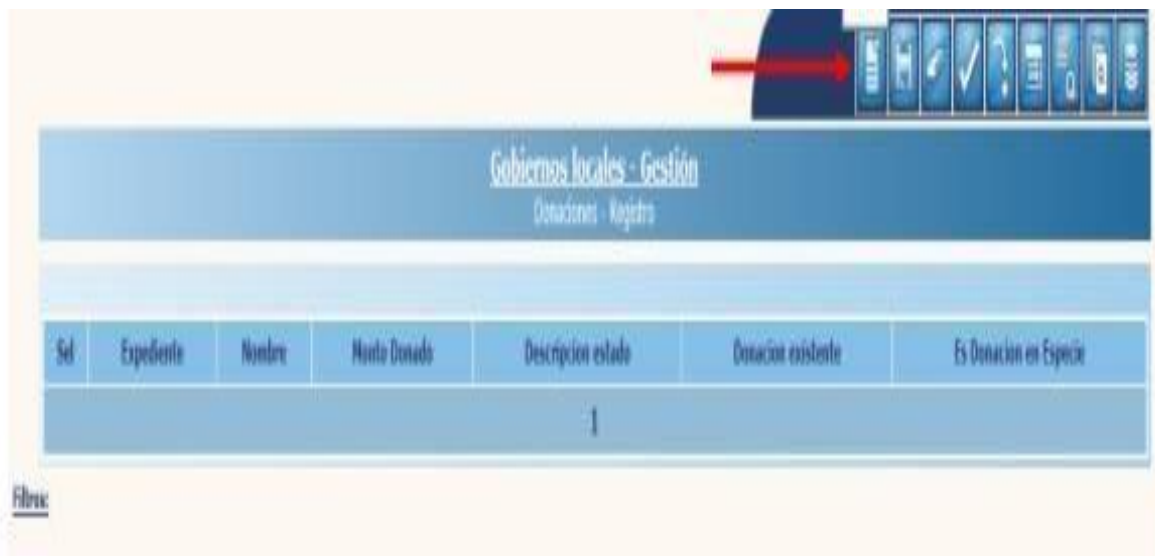 Gobiernos locales - Gestión
Donaciones - Registro
Sel Expediente Nombre Monto Donado Descripcion estado Donacion existente Es Donacion en Especie
1
Filtros: